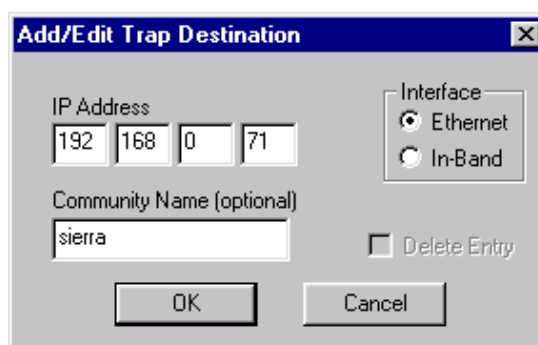 Add/Edit Trap Destination
IP Address
192 168 0 71
Interface
Ethernet
In-Band
Community Name (optional)
sierra
Delete Entry
OK Cancel